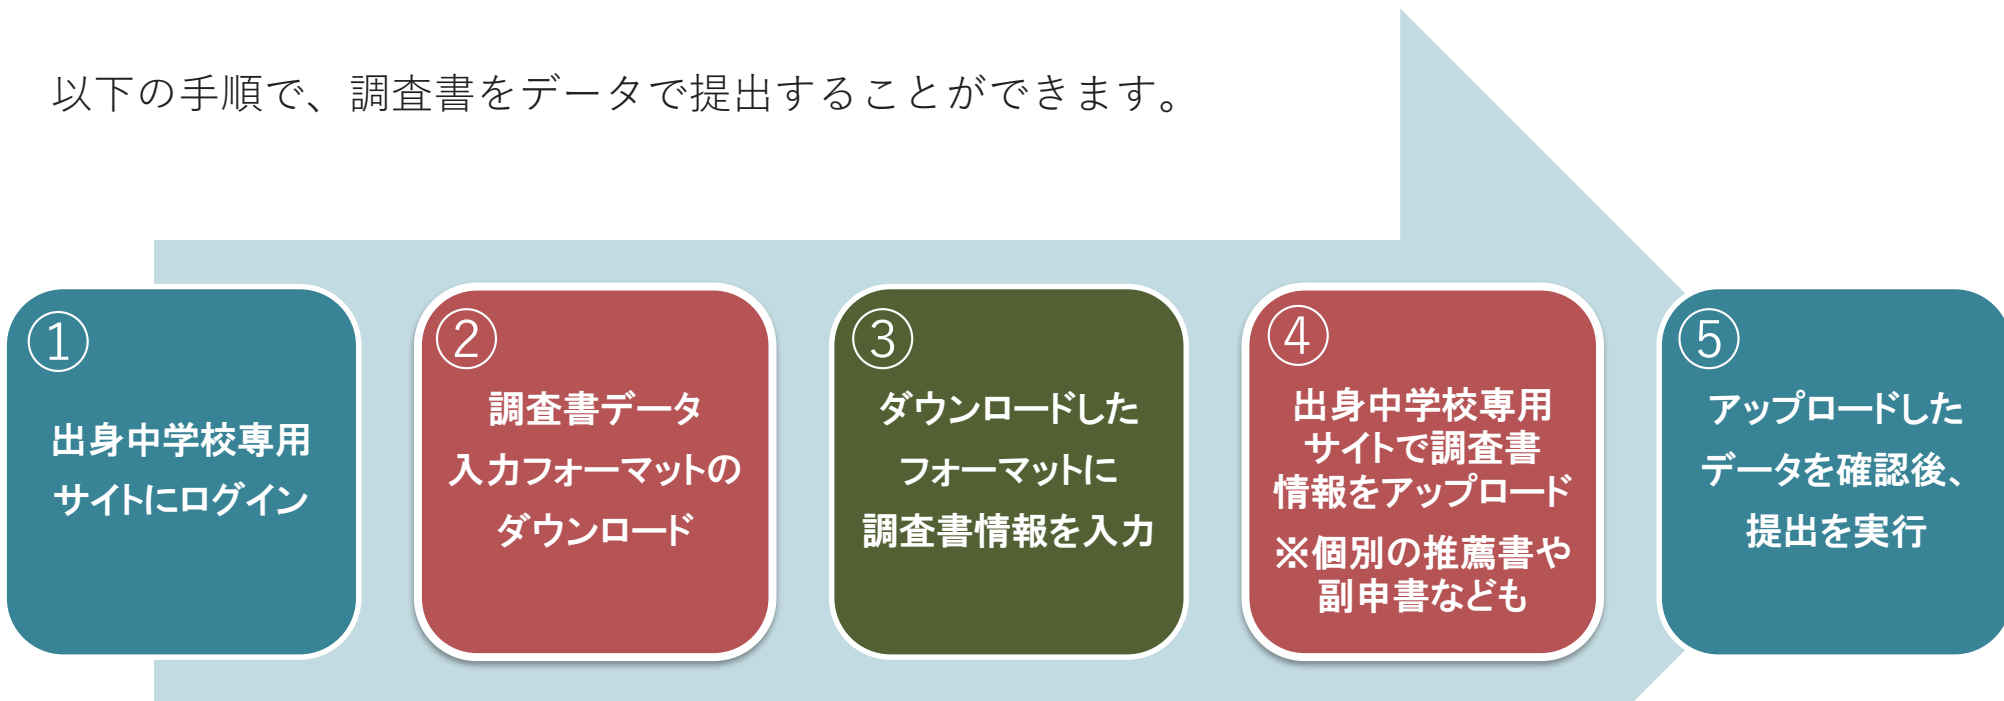 以下の手順で、調査書をデータで提出することができます。
①
出身中学校専用
サイトにログイン
②
調査書データ
入力フォーマットの
ダウンロード
③
ダウンロードした
フォーマットに
調査書情報を入力
④
出身中学校専用
サイトで調査書
情報をアップロード
※個別の推薦書や
副申書なども
⑤
アップロードした
データを確認後、
提出を実行